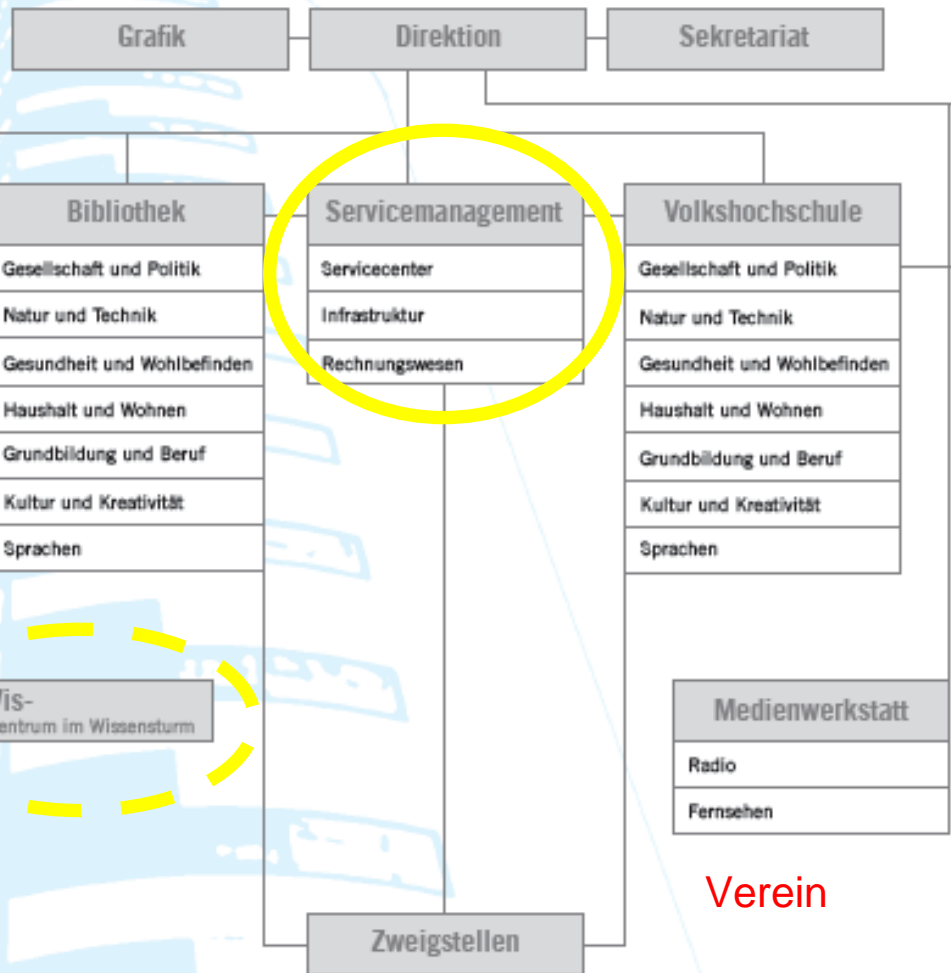 Grafik
Direktion
Sekretariat
Bibliothek
Gesellschaft und Politik
Natur und Technik
Gesundheit und Wohlbefinden
Haushalt und Wohnen
Grundbildung und Beruf
Kultur und Kreativität
Sprachen
Servicemanagement
Servicecenter
Infrastruktur
Rechnungswesen
Volkshochschule
Gesellschaft und Politik
Natur und Technik
Gesundheit und Wohlbefinden
Haushalt und Wohnen
Grundbildung und Beruf
Kultur und Kreativität
Sprachen
im Wissensturm
Medienwerkstatt
Radio
Fernsehen
Verein
Zweigstellen